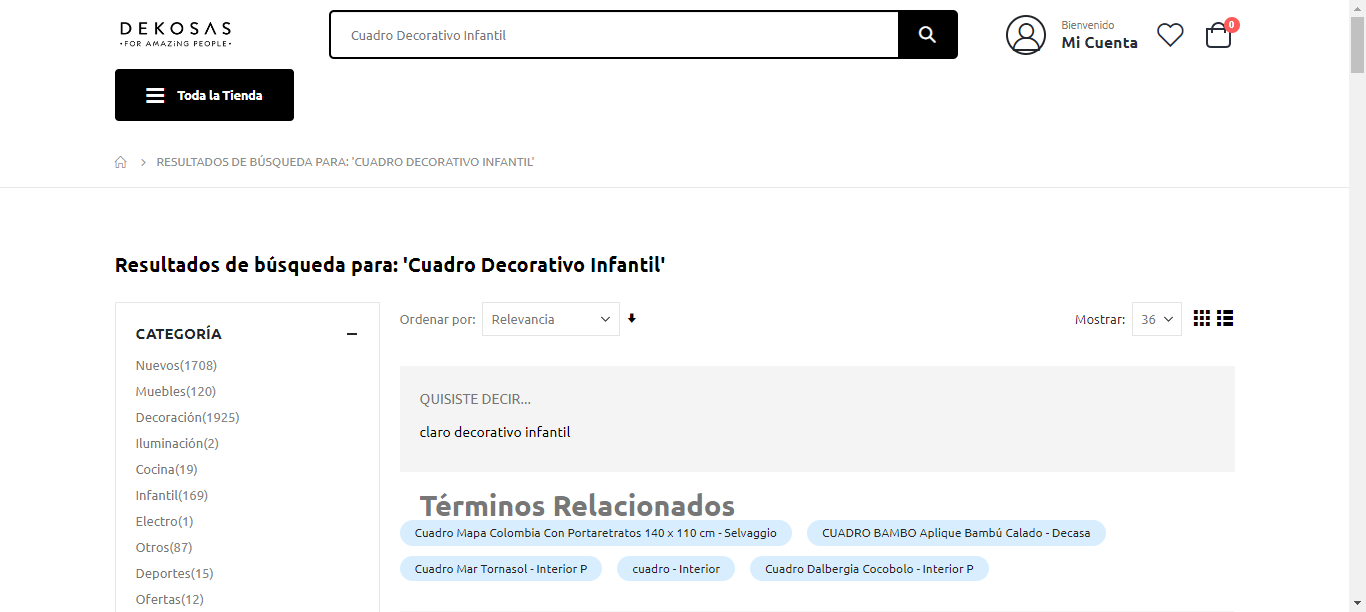 DEKOSAS
•FOR AMAZING PEOPLE•
Cuadro Decorativo Infantil
Bienvenido
Mi Cuenta
0
Toda la Tienda
RESULTADOS DE BÚSQUEDA PARA: 'CUADRO DECORATIVO INFANTIL'
Resultados de búsqueda para: 'Cuadro Decorativo Infantil'
CATEGORÍA
Nuevos(1708)
Muebles(120)
Decoración(1925)
Iluminación(2)
Cocina(19)
Infantil(169)
Electro(1)
Otros(87)
Deportes(15)
Ofertas(12)
Ordenar por: Relevancia
Mostrar: 36
QUISISTE DECIR...
claro decorativo infantil
Términos Relacionados
Cuadro Mapa Colombia Con Portaretratos 140 x 110 cm - Selvaggio
CUADRO BAMBO Aplique Bambú Calado - Decasa
Cuadro Mar Tornasol - Interior P
cuadro - Interior
Cuadro Dalbergia Cocobolo - Interior P